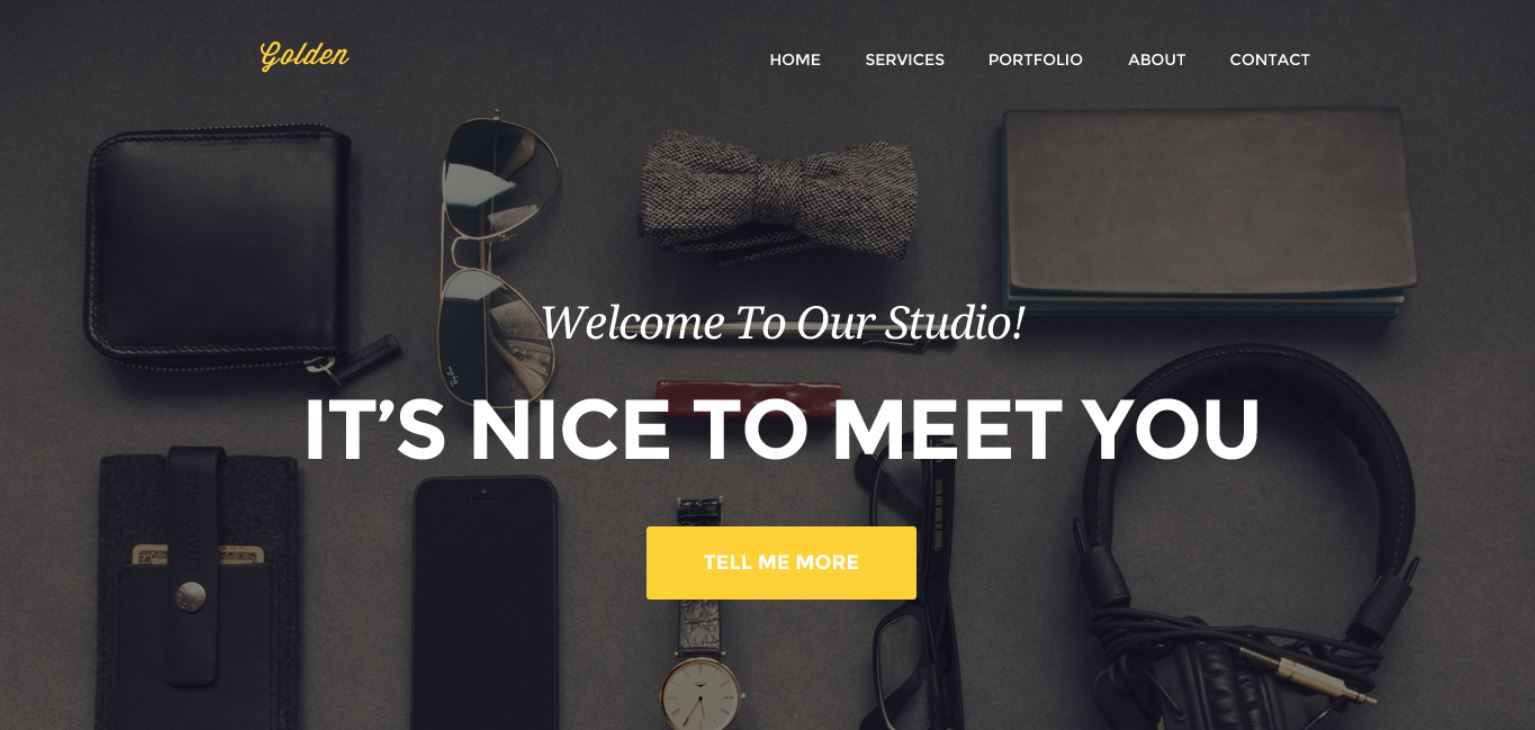 Golden
HOME SERVICES PORTFOLIO ABOUT CONTACT
Welcome To Our Studio!
IT’S NICE TO MEET YOU
TELL ME MORE